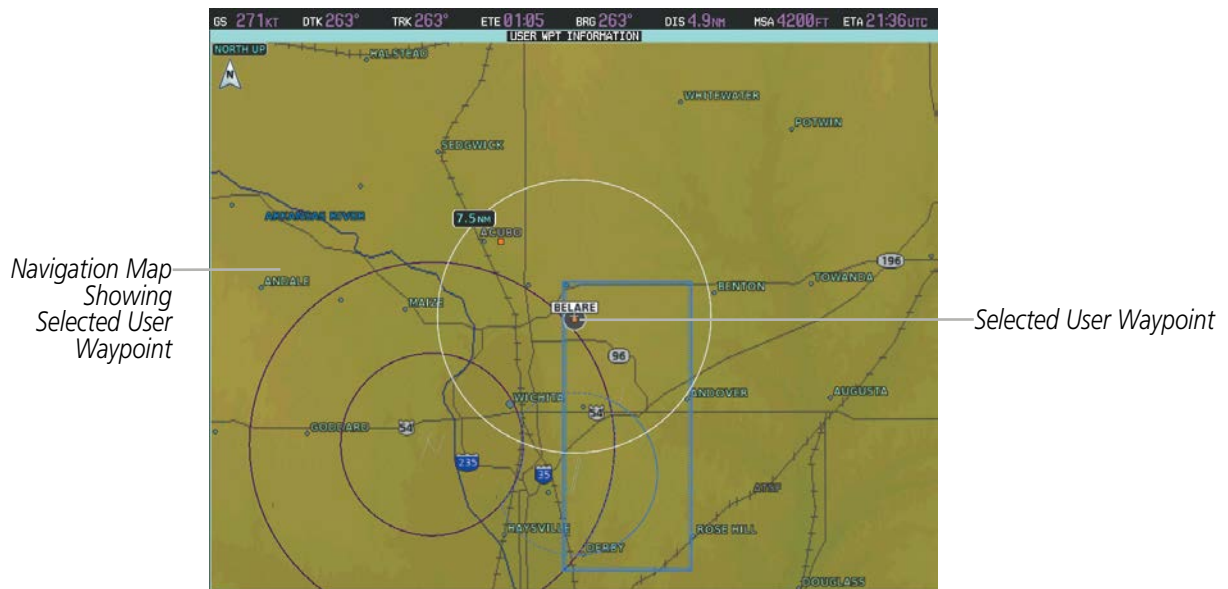 GS 271KT DTK 263° TRK 263° ETE 01:05 BRG 263° DIS 4.9NM MSA 4200FT ETA 21:36UTC
USER WPT INFORMATION
NORTH UP
N
HALSTEAD
WHITEWATER
POTWIN
SEDGWICK
ARKANSAS RIVER
7.5NM
196
TOWANDA
ANDALE
BENTON
MAIZE
BELARE
Navigation Map
Showing
Selected User
Waypoint
Selected User Waypoint
96
WICHITA
ANDOVER
AUGUSTA
54
GODDARD
54
235
35
HAYSVILLE
ROSE HILL
DERBY
DOUGLASS